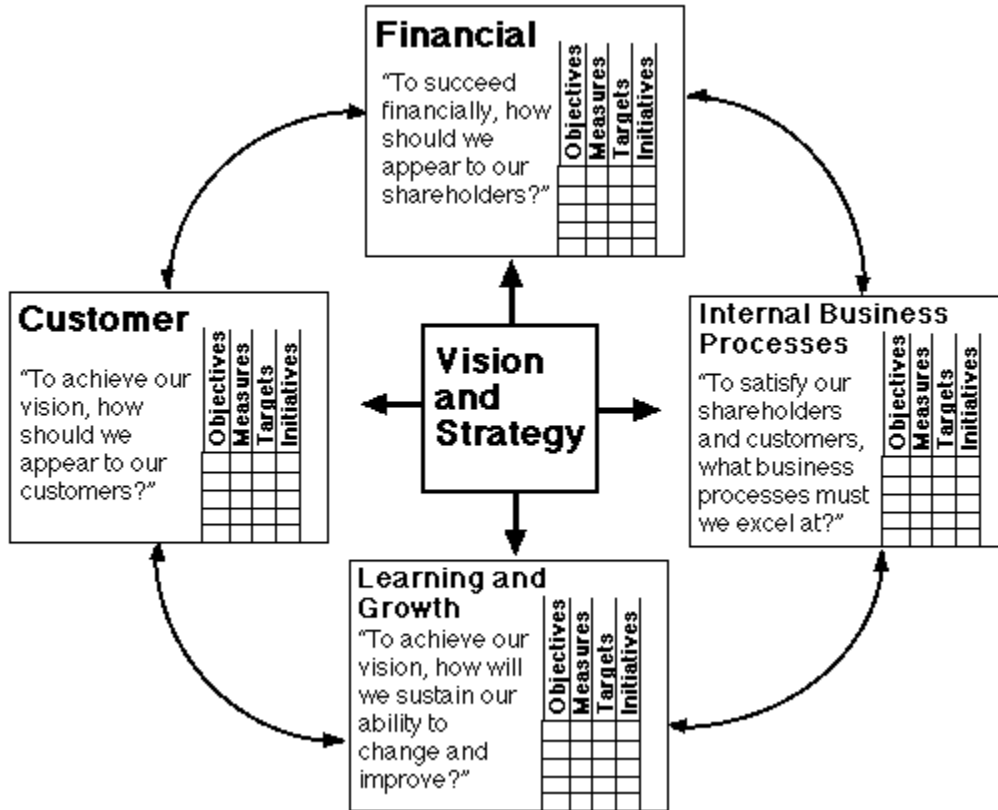 Financial
“To succeed
financially, how
should we
appear to our
shareholders?”
Objectives
Measures
Targets
Initiatives
Customer
“To achieve our
vision, how
should we
appear to our
customers?”
Objectives
Measures
Targets
Initiatives
Vision
and
Strategy
Internal Business
Processes
“To satisfy our
shareholders
and customers,
what business
processes must
we excel at?”
Objectives
Measures
Targets
Initiatives
Learning and
Growth
“To achieve our
vision, how will
we sustain our
ability to
change and
improve?”
Objectives
Measures
Targets
Initiatives